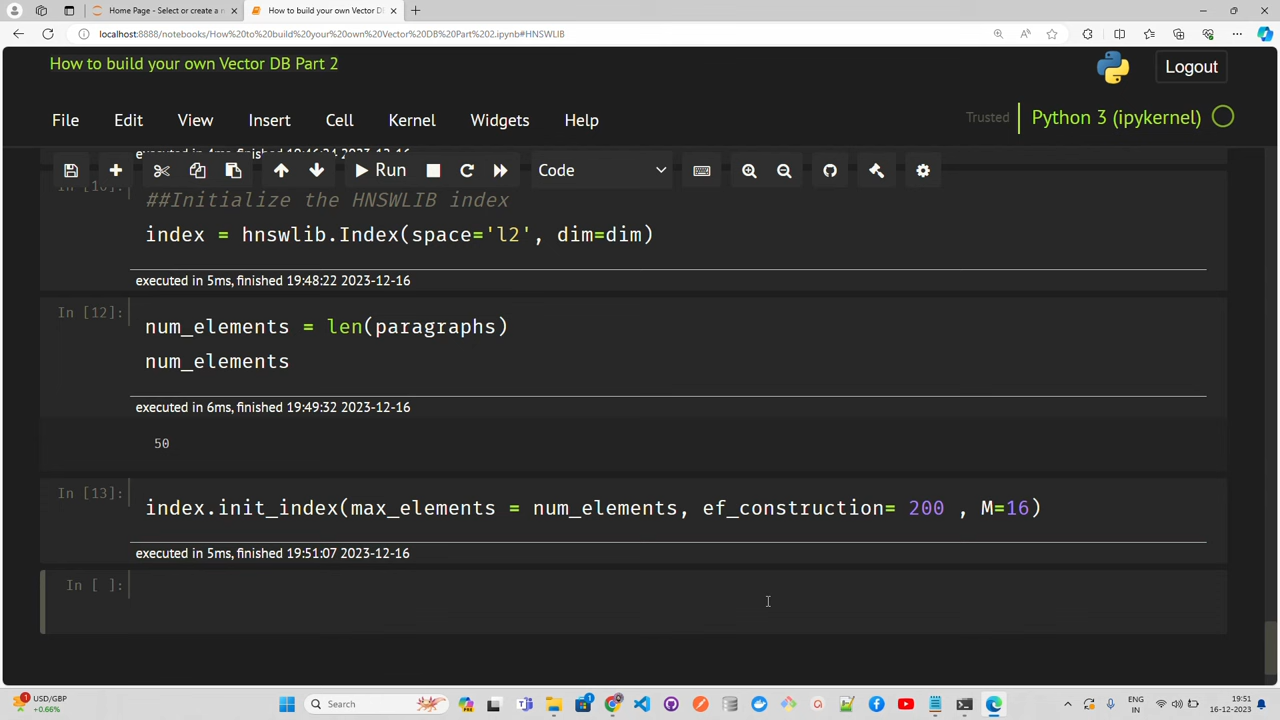 Home Page - Select or create a n
How to build your own Vector D
localhost:8888/notebooks/How%20to%20build%20your%20own%20Vector%20DB%20Part%202.ipynb#HNSWLIB
How to build your own Vector DB Part 2
Logout
File Edit View Insert Cell Kernel Widgets Help
Trusted
Python 3 (ipykernel)
Run
Code
##Initialize the HNSWLIB index
index = hnswlib.Index(space='l2', dim=dim)
executed in 5ms, finished 19:48:22 2023-12-16
In [12]:
num_elements = len(paragraphs)
num_elements
executed in 6ms, finished 19:49:32 2023-12-16
50
In [13]:
index.init_index(max_elements = num_elements, ef_construction= 200 , M=16)
executed in 5ms, finished 19:51:07 2023-12-16
In [ ]:
1
USD/GBP
+0.66%
Search
1
ENG
IN
19:51
16-12-2023